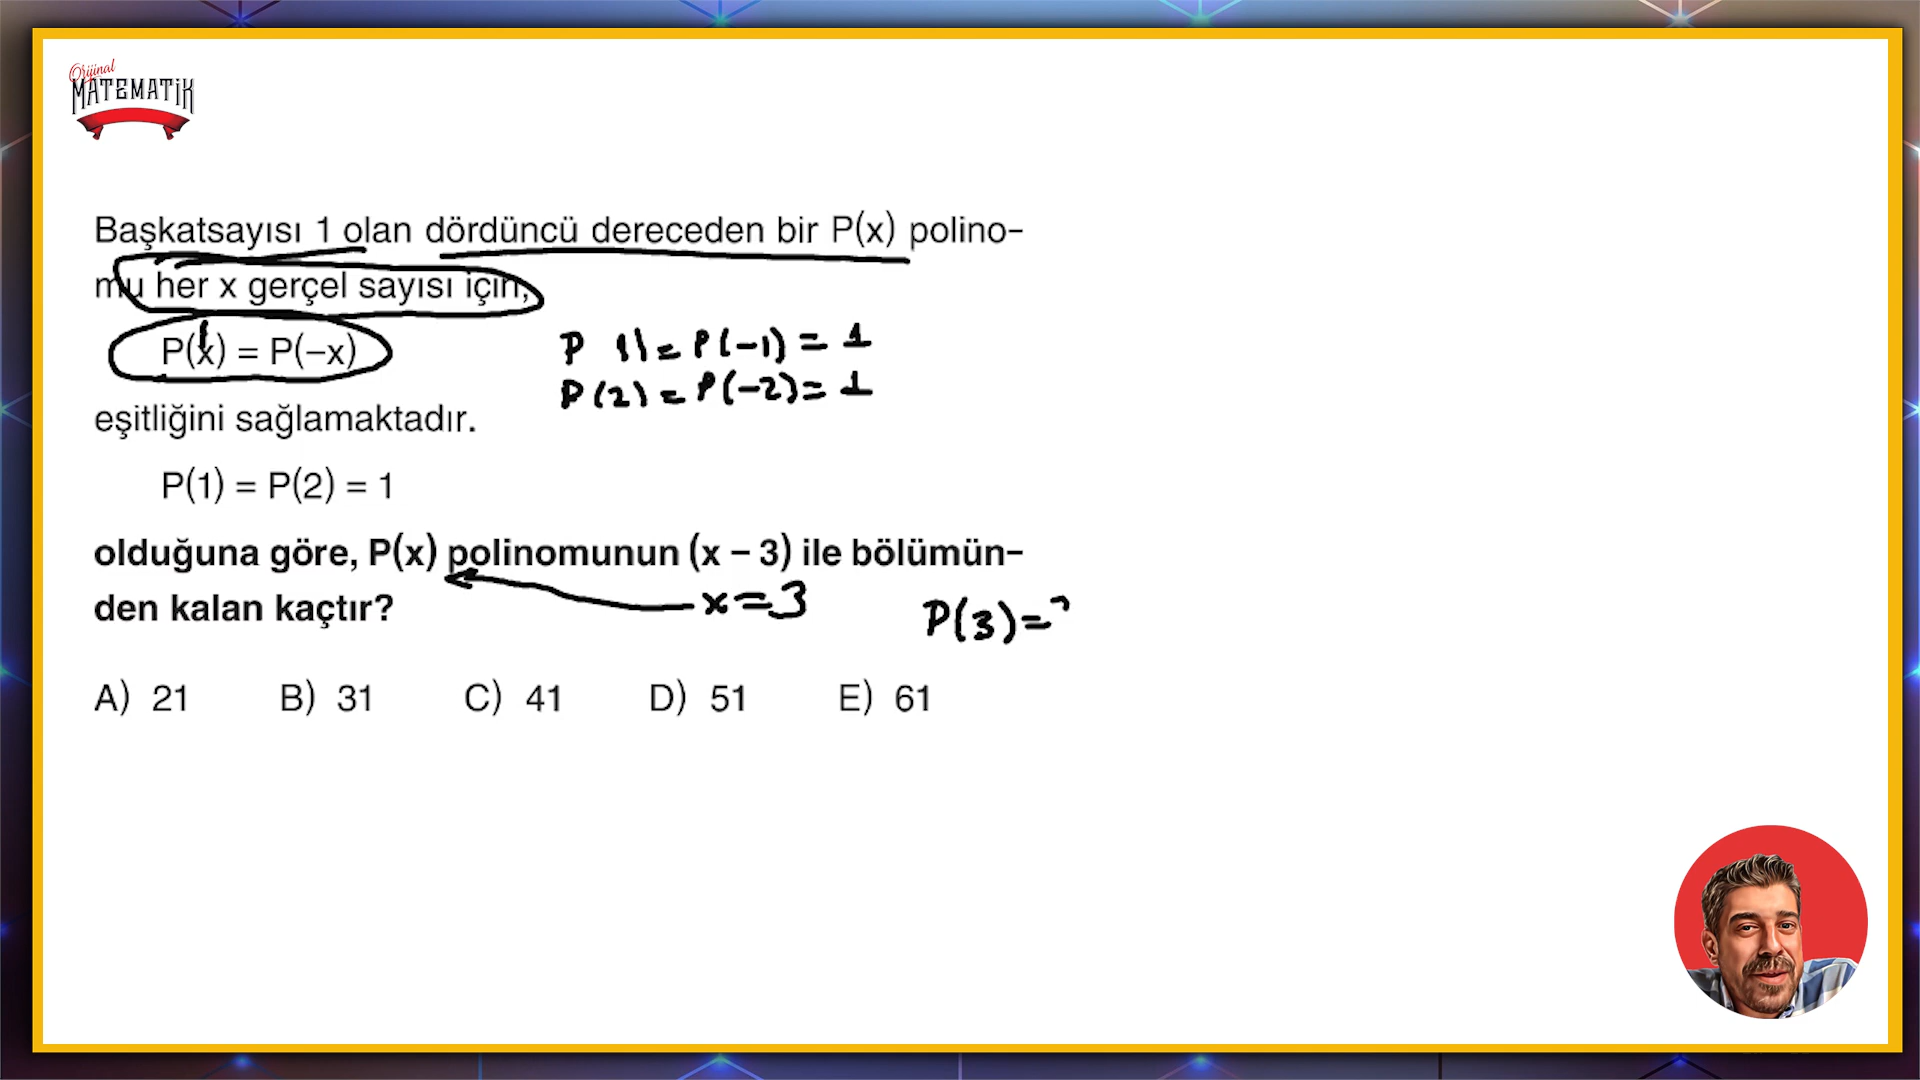 Orijinal
MATEMATİK
Başkatsayısı 1 olan dördüncü dereceden bir P(x) polino-
mu her x gerçel sayısı için,
P(x) = P(-x)
P 1) = P(-1) = 1
P(2) = P(-2) = 1
eşitliğini sağlamaktadır.
P(1) = P(2) = 1
olduğuna göre, P(x) polinomunun (x - 3) ile bölümün-
den kalan kaçtır?
x=3
P(3)=?
A) 21 B) 31 C) 41 D) 51 E) 61